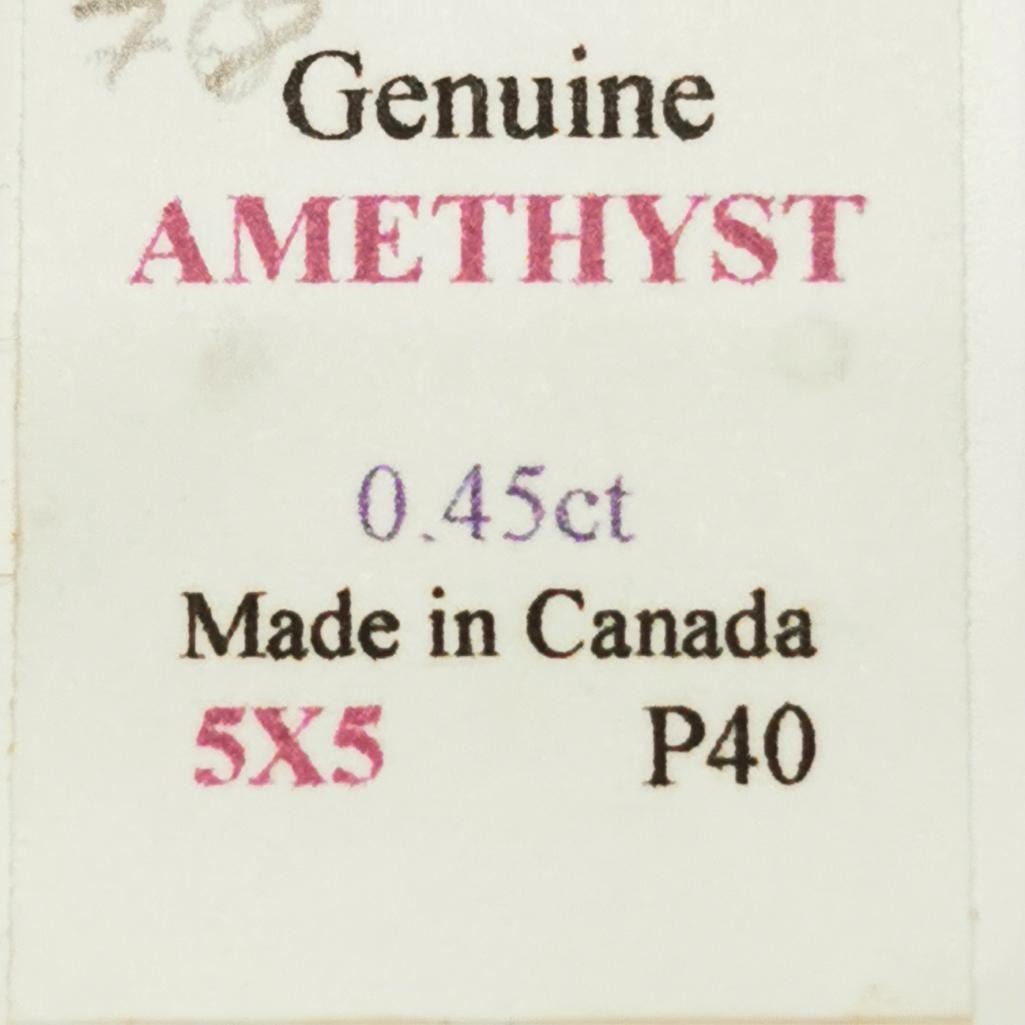 Genuine
AMETHYST
0.45ct
Made in Canada
5X5 P40